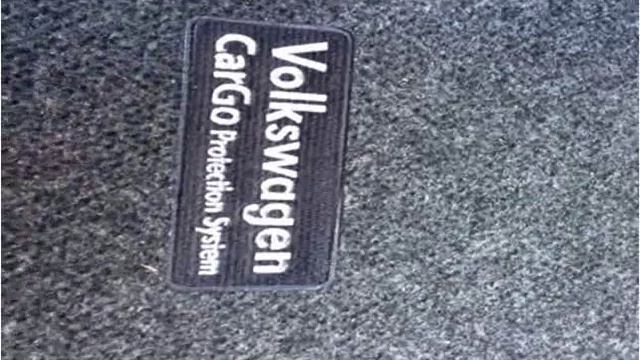 Volkswagen
CarGo Protection System